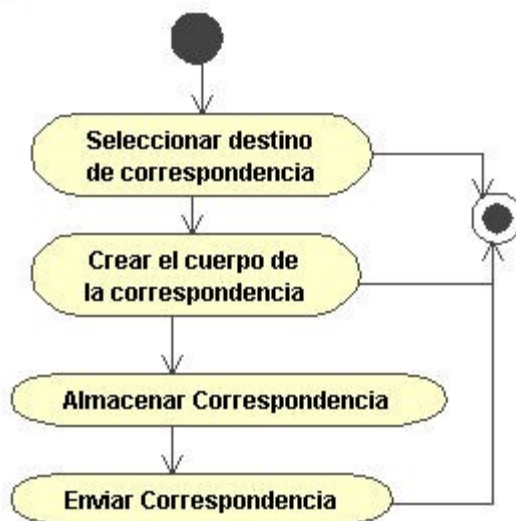 Seleccionar destino
de correspondencia
Crear el cuerpo de
la correspondencia
Almacenar Correspondencia
Enviar Correspondencia